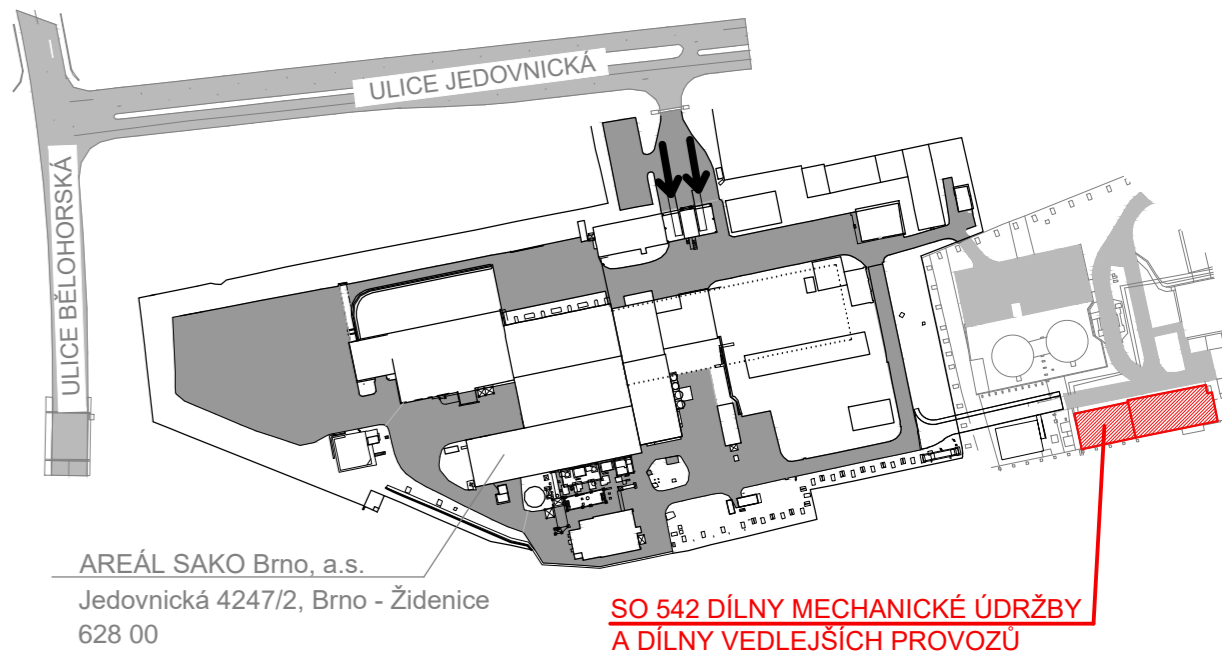 ULICE JEDOVNICKÁ
ULICE BĚLOHORSKÁ
AREÁL SAKO Brno, a.s.
Jedovnická 4247/2, Brno - Židenice
628 00
SO 542 DÍLNY MECHANICKÉ ÚDRŽBY
A DÍLNY VEDLEJŠÍCH PROVOZŮ